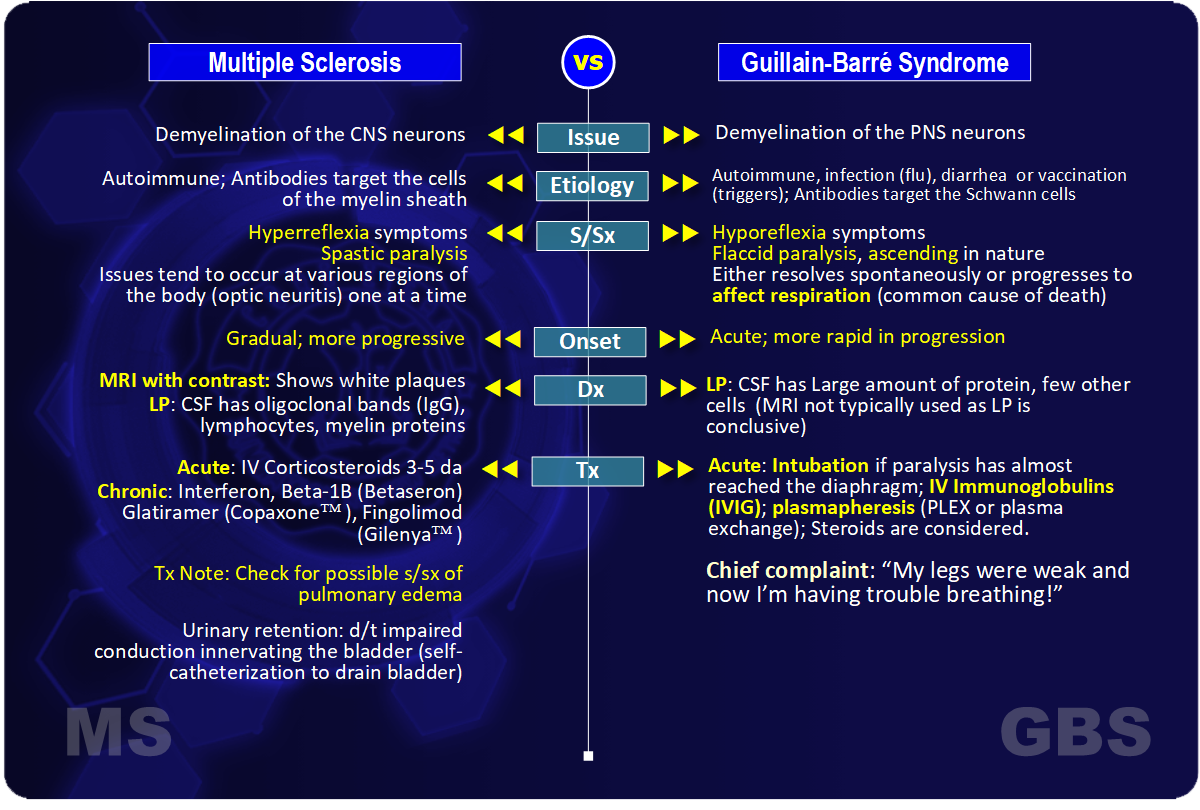 Multiple Sclerosis
vs
Guillain-Barré Syndrome
Demyelination of the CNS neurons
Issue
Demyelination of the PNS neurons
Autoimmune; Antibodies target the cells
of the myelin sheath
Etiology
Autoimmune, infection (flu), diarrhea or vaccination
(triggers); Antibodies target the Schwann cells
Hyperreflexia symptoms
Spastic paralysis
Issues tend to occur at various regions of
the body (optic neuritis) one at a time
S/Sx
Hyporeflexia symptoms
Flaccid paralysis, ascending in nature
Either resolves spontaneously or progresses to
affect respiration (common cause of death)
Gradual; more progressive
Onset
Acute; more rapid in progression
MRI with contrast: Shows white plaques
LP: CSF has oligoclonal bands (IgG),
lymphocytes, myelin proteins
Dx
LP: CSF has Large amount of protein, few other
cells (MRI not typically used as LP is
conclusive)
Acute: IV Corticosteroids 3-5 da
Chronic: Interferon, Beta-1B (Betaseron)
Glatiramer (Copaxone™), Fingolimod
(Gilenya™)
Tx
Acute: Intubation if paralysis has almost
reached the diaphragm; IV Immunoglobulins
(IVIG); plasmapheresis (PLEX or plasma
exchange); Steroids are considered.
Tx Note: Check for possible s/sx of
pulmonary edema
Chief complaint: “My legs were weak and
now I’m having trouble breathing!”
Urinary retention: d/t impaired
conduction innervating the bladder (self-
catheterization to drain bladder)
MS
GBS